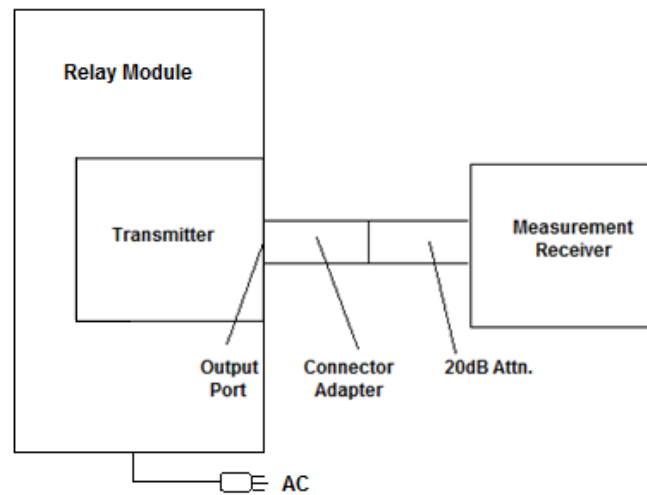 Relay Module
Transmitter
Measurement
Receiver
Output
Port
Connector
Adapter
20dB Attn.
AC